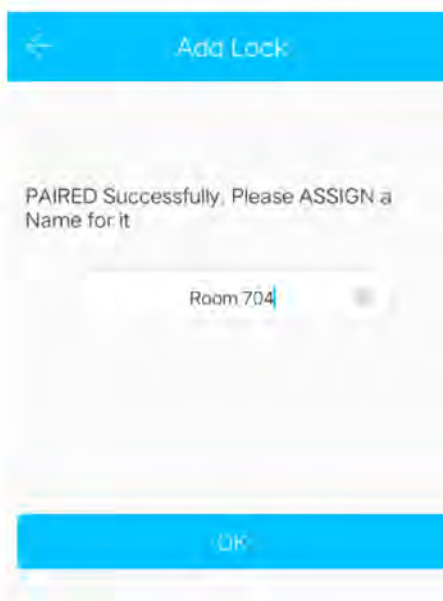 Add Lock
PAIRED Successfully, Please ASSIGN a
Name for it
Room 704
OK